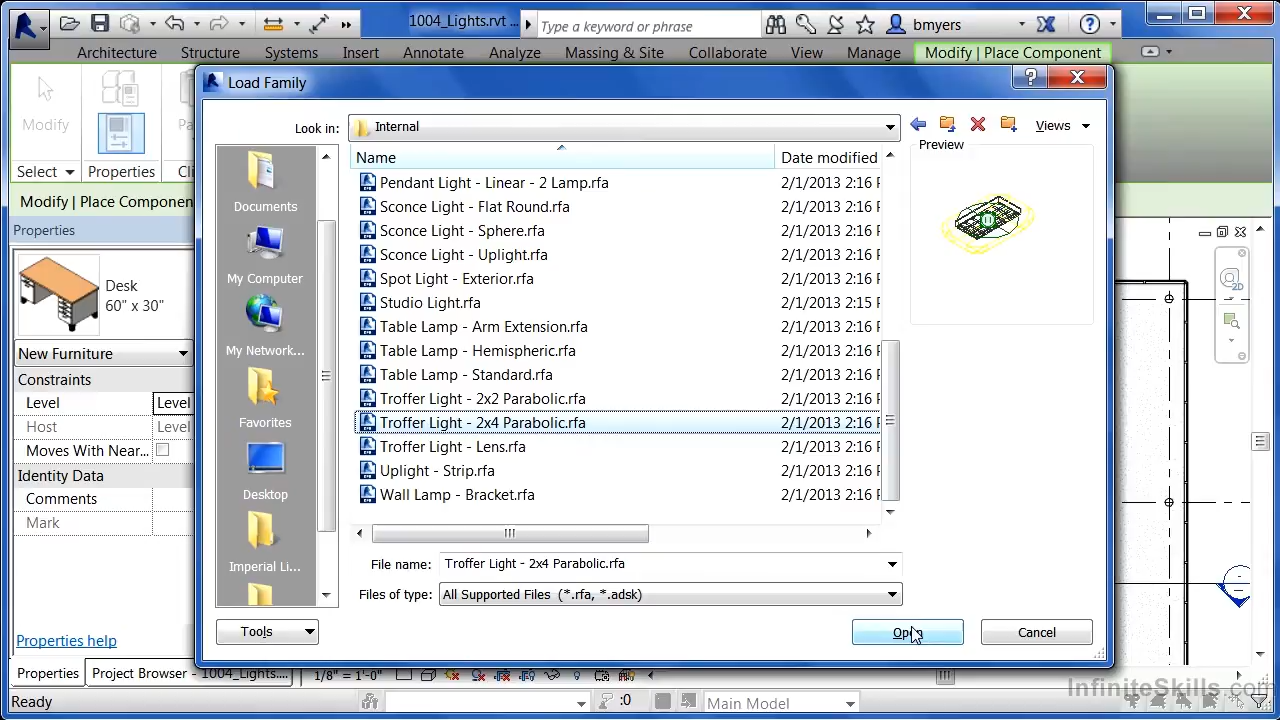 1004_Lights.rvt ...
Type a keyword or phrase
bmyers
Architecture Structure Systems Insert Annotate Analyze Massing & Site Collaborate View Manage Modify | Place Component
Modify
Select Properties
Modify | Place Componen
Properties
Desk
60" x 30"
New Furniture
Constraints
Level Level
Host Level
Moves With Near...
Identity Data
Comments
Mark
Properties help
Properties Project Browser - 1004_Lights....
Load Family
Look in: Internal
Views
Documents
My Computer
My Network...
Favorites
Desktop
Imperial Li...
Name Date modified
Pendant Light - Linear - 2 Lamp.rfa 2/1/2013 2:16 P
Sconce Light - Flat Round.rfa 2/1/2013 2:16 P
Sconce Light - Sphere.rfa 2/1/2013 2:16 P
Sconce Light - Uplight.rfa 2/1/2013 2:16 P
Spot Light - Exterior.rfa 2/1/2013 2:16 P
Studio Light.rfa 2/1/2013 2:15 P
Table Lamp - Arm Extension.rfa 2/1/2013 2:16 P
Table Lamp - Hemispheric.rfa 2/1/2013 2:16 P
Table Lamp - Standard.rfa 2/1/2013 2:16 P
Troffer Light - 2x2 Parabolic.rfa 2/1/2013 2:16 P
Troffer Light - 2x4 Parabolic.rfa 2/1/2013 2:16 P
Troffer Light - Lens.rfa 2/1/2013 2:16 P
Uplight - Strip.rfa 2/1/2013 2:16 P
Wall Lamp - Bracket.rfa 2/1/2013 2:16 P
Preview
File name: Troffer Light - 2x4 Parabolic.rfa
Files of type: All Supported Files (*.rfa, *.adsk)
Tools
Open
Cancel
2D
1/8" = 1'-0"
Ready
:0
Main Model
InfiniteSkills.com